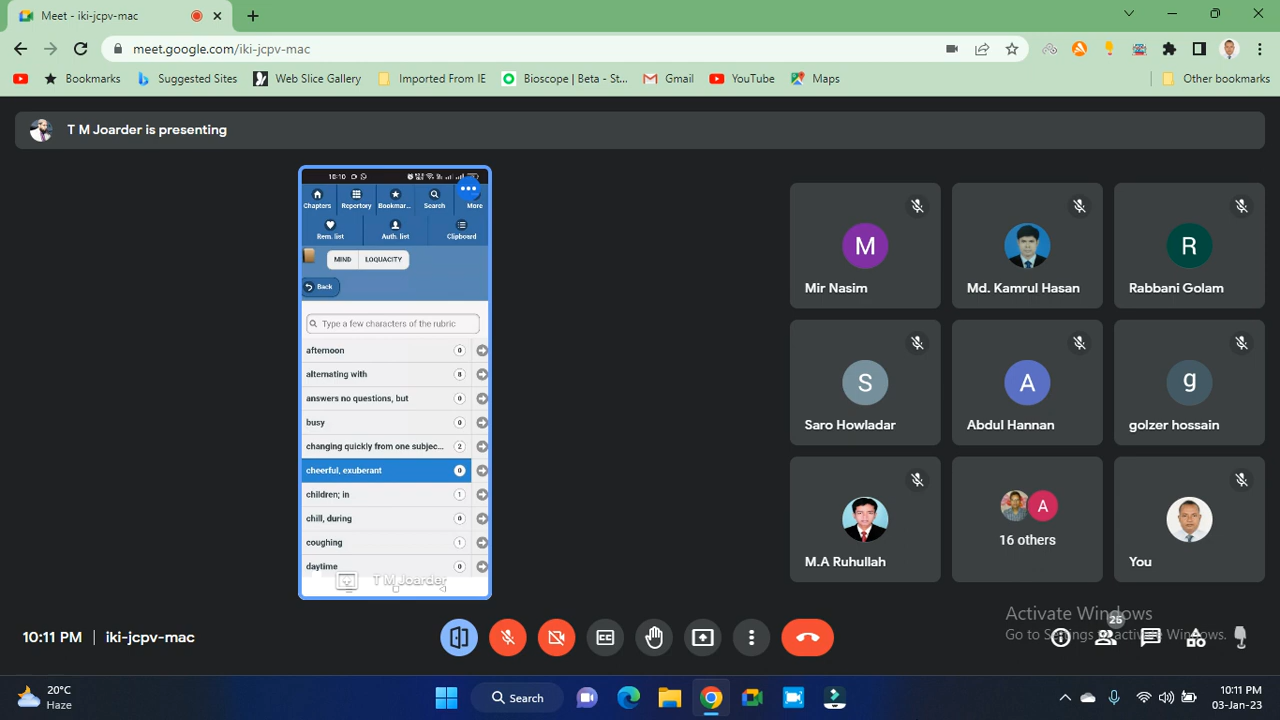 Meet - iki-jcpv-mac
meet.google.com/iki-jcpv-mac
Bookmarks
Suggested Sites
Web Slice Gallery
Imported From IE
Bioscope | Beta - St...
Gmail
YouTube
Maps
Other bookmarks
T M Joarder is presenting
Chapters
Repertory
Bookmar...
Search
More
Rem. list
Auth. list
Clipboard
MIND
LOQUACITY
Back
Type a few characters of the rubric
afternoon 0
alternating with 8
answers no questions, but 0
busy 0
changing quickly from one subjec... 2
cheerful, exuberant 0
children; in 1
chill, during 0
coughing 1
daytime 0
T M Joarder
M
Mir Nasim
Md. Kamrul Hasan
R
Rabbani Golam
S
Saro Howladar
A
Abdul Hannan
g
golzer hossain
M.A Ruhullah
A
16 others
You
10:11 PM | iki-jcpv-mac
CC
Activate Windows
Go to Settings to activate Windows.
26
20°C
Haze
Search
10:11 PM
03-Jan-23